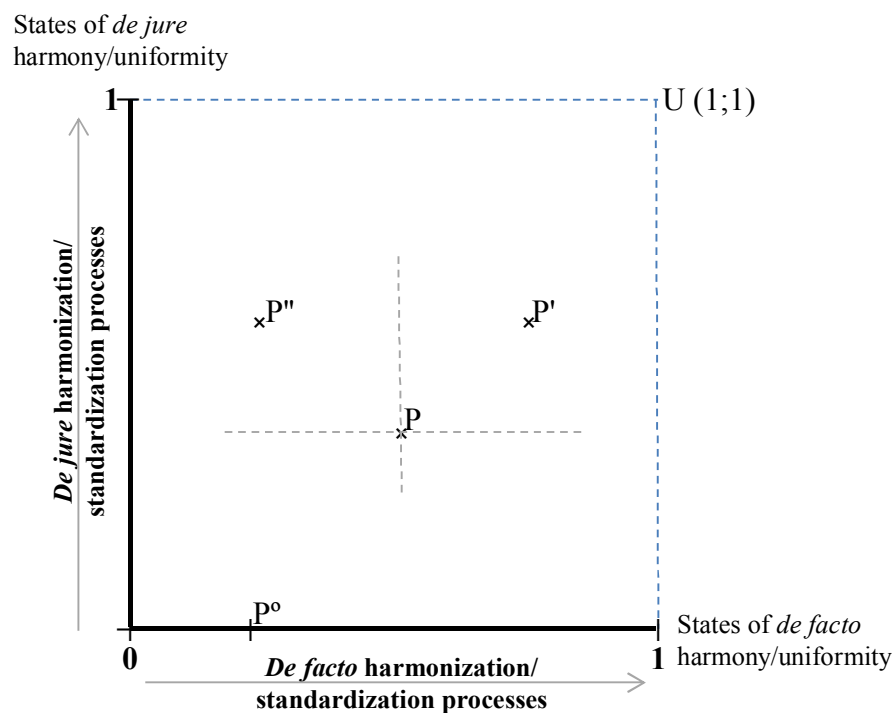 States of de jure
harmony/uniformity
1
U (1;1)
De jure harmonization/
standardization processes
P"
P'
P
Pº
0
1
States of de facto
harmony/uniformity
De facto harmonization/
standardization processes